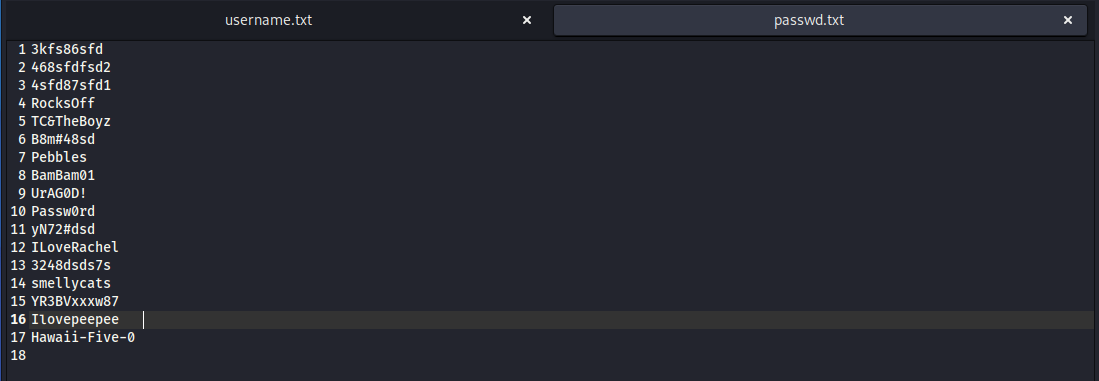 username.txt × passwd.txt ×
1 3kfs86sfd
2 468sfdfsd2
3 4sfd87sfd1
4 RocksOff
5 TC&TheBoyz
6 B8m#48sd
7 Pebbles
8 BamBam01
9 UrAG0D!
10 Passw0rd
11 yN72#dsd
12 ILoveRachel
13 3248dsds7s
14 smellycats
15 YR3BVxxxw87
16 Ilovepeepee
17 Hawaii-Five-0
18